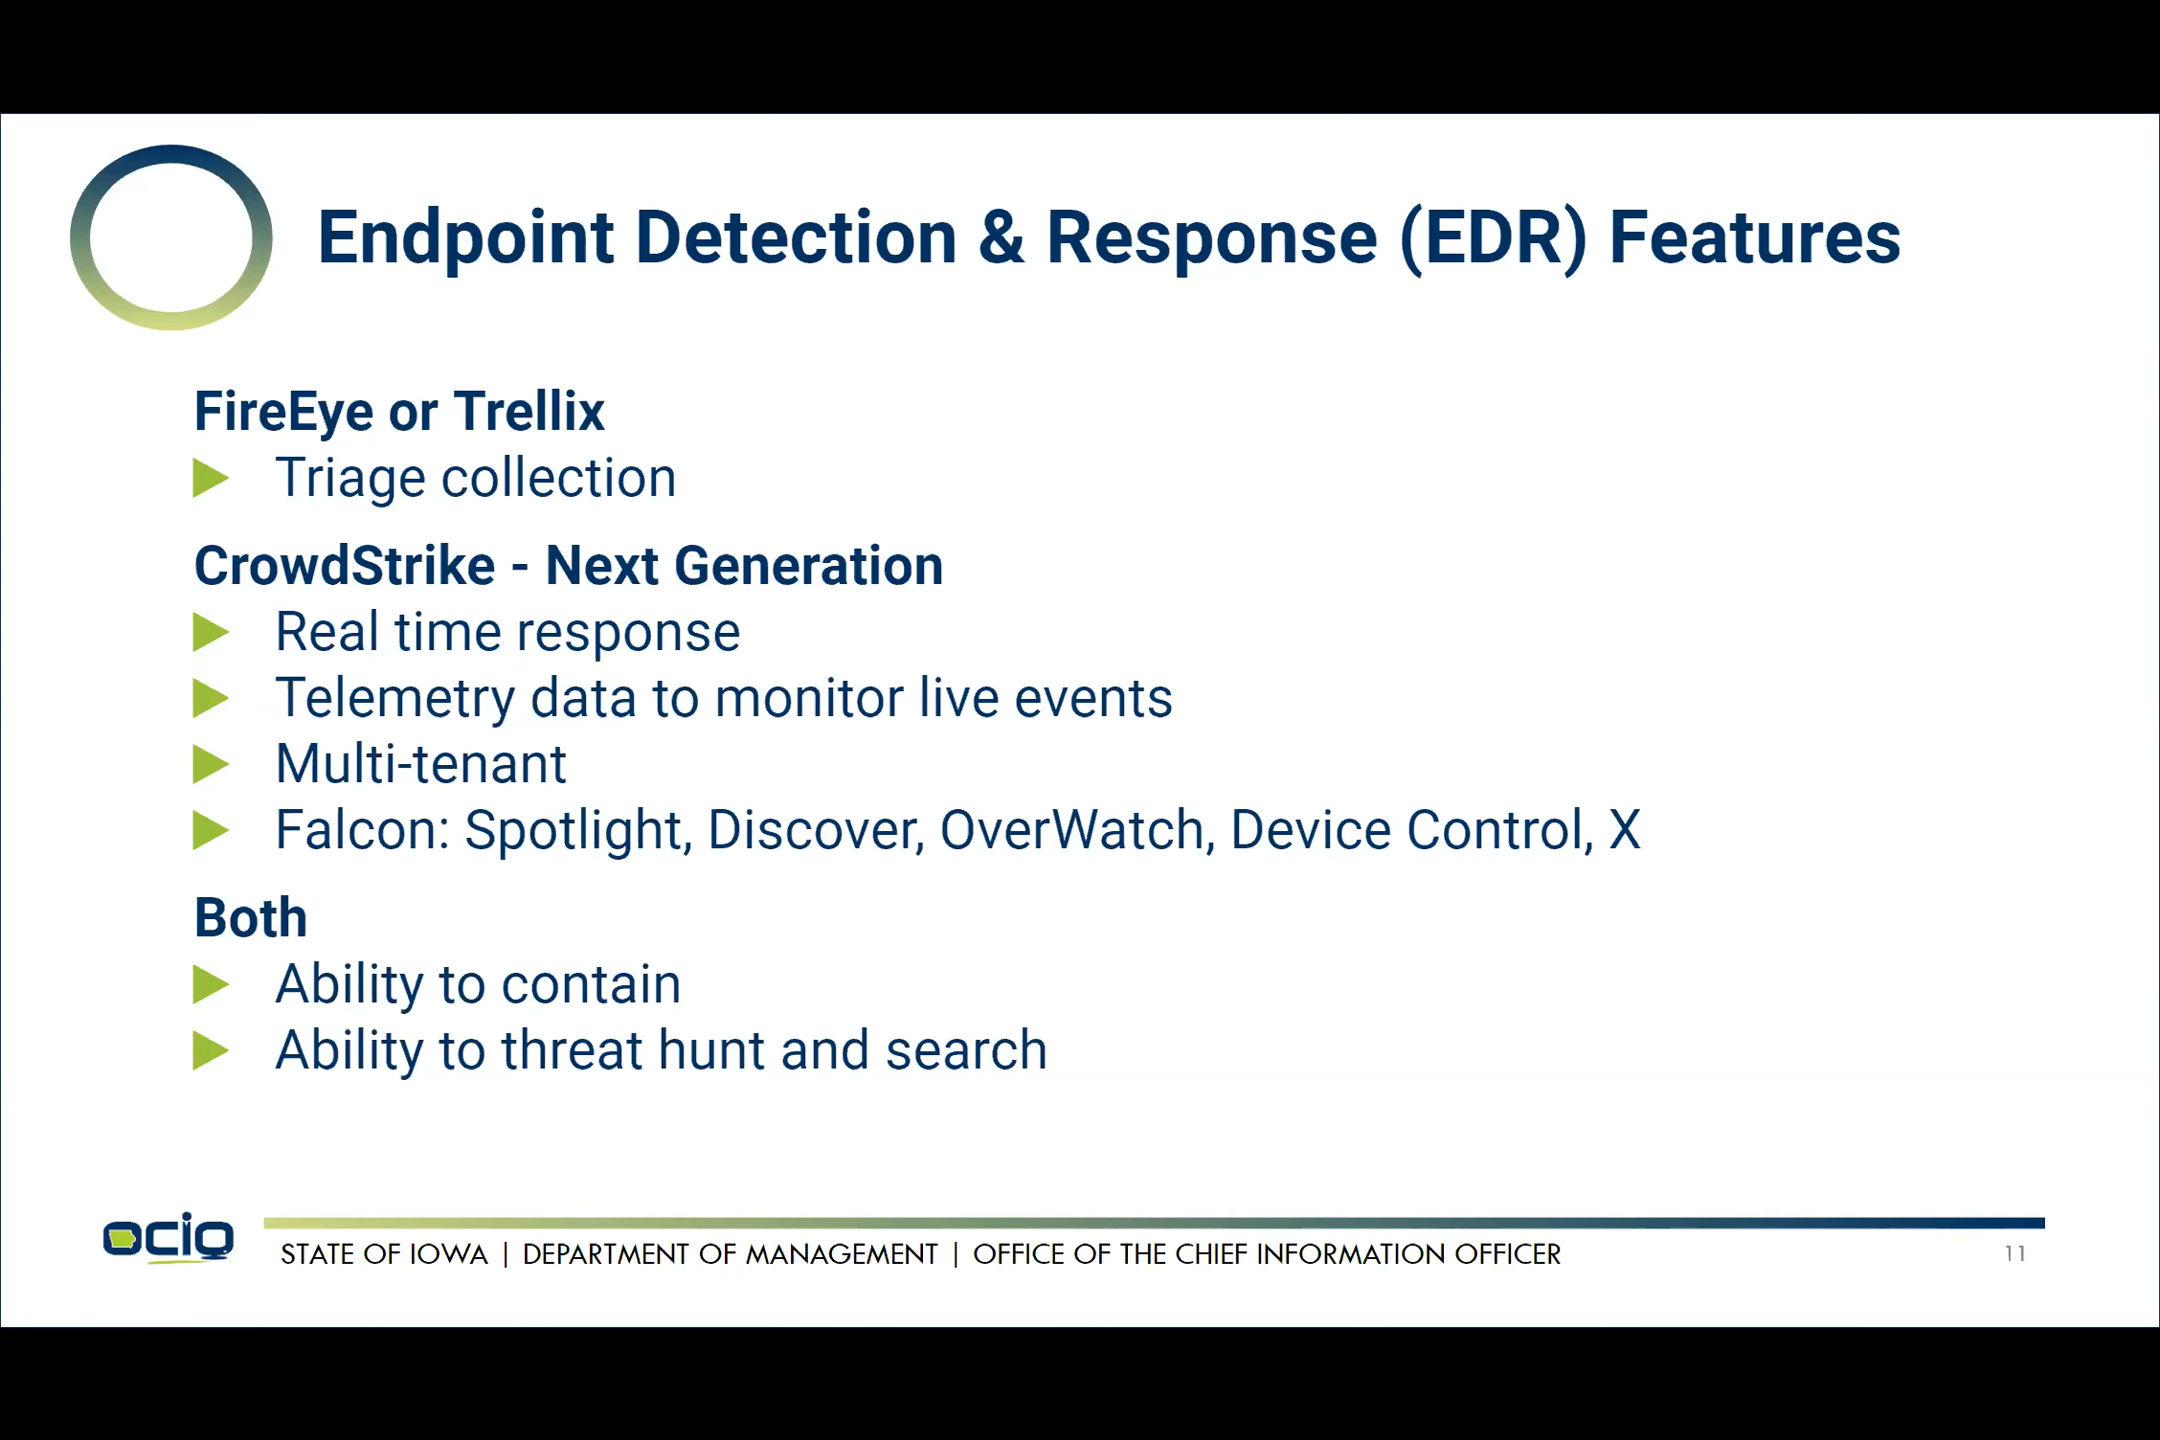 Endpoint Detection & Response (EDR) Features
FireEye or Trellix
Triage collection
CrowdStrike - Next Generation
Real time response
Telemetry data to monitor live events
Multi-tenant
Falcon: Spotlight, Discover, OverWatch, Device Control, X
Both
Ability to contain
Ability to threat hunt and search
ocio
STATE OF IOWA | DEPARTMENT OF MANAGEMENT | OFFICE OF THE CHIEF INFORMATION OFFICER
11